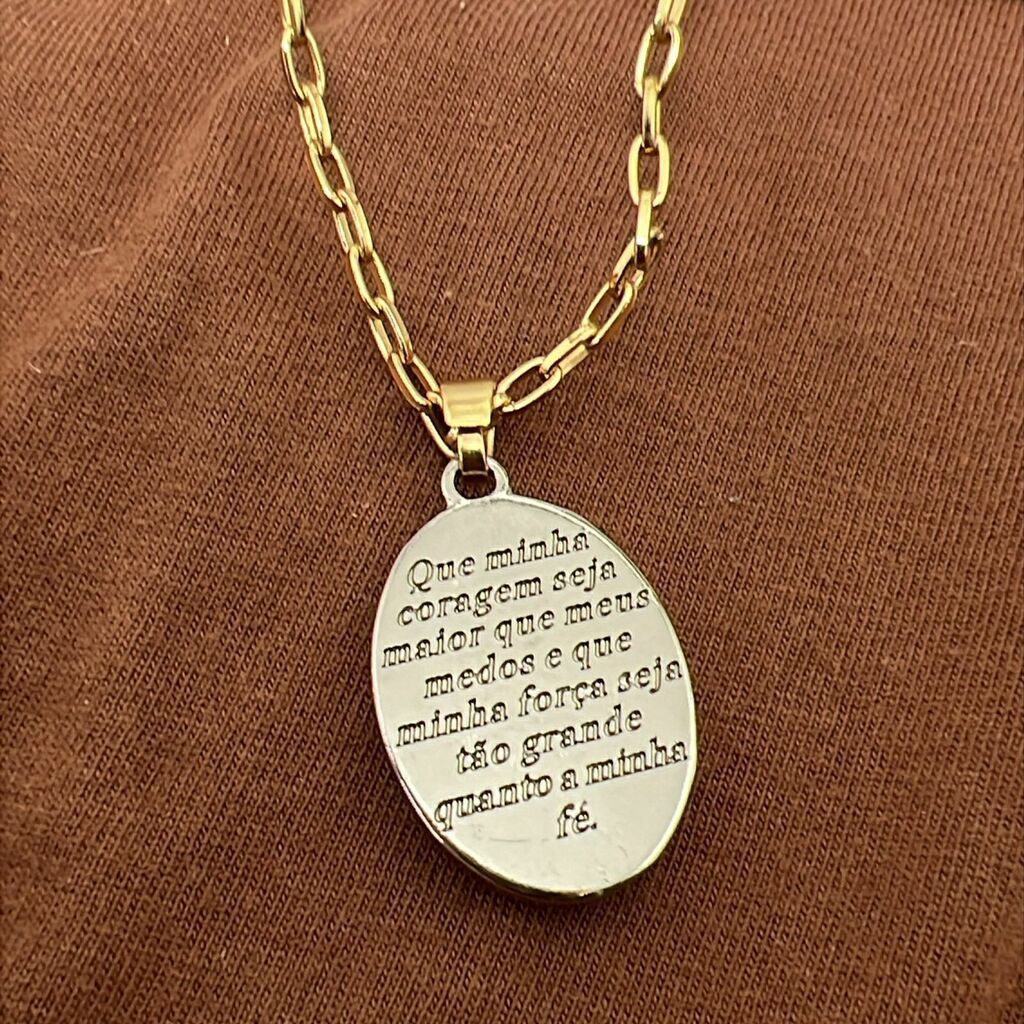 Que minha
coragem seja
maior que meus
medos e que
minha força seja
tão grande
quanto a minha
fé.